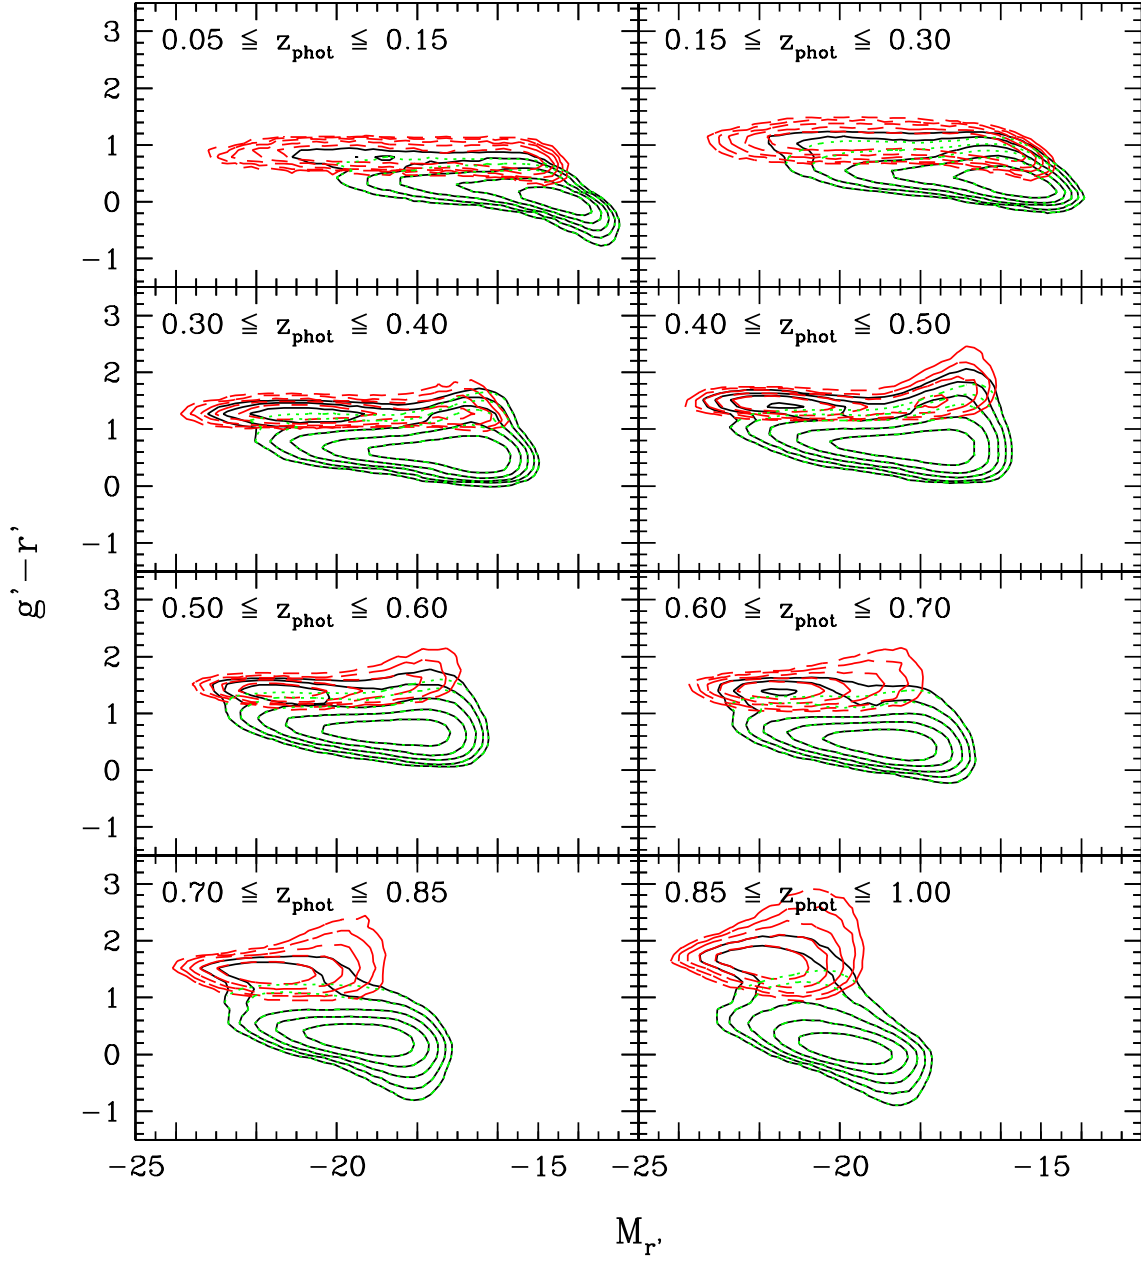 3
2
1
0
−1
0.05 ≦ z_phot ≦ 0.15
0.15 ≦ z_phot ≦ 0.30
3
2
1
0
−1
0.30 ≦ z_phot ≦ 0.40
0.40 ≦ z_phot ≦ 0.50
3
2
1
0
−1
0.50 ≦ z_phot ≦ 0.60
0.60 ≦ z_phot ≦ 0.70
3
2
1
0
−1
0.70 ≦ z_phot ≦ 0.85
0.85 ≦ z_phot ≦ 1.00
g'−r'
−25 −20 −15 −25 −20 −15
M_r'